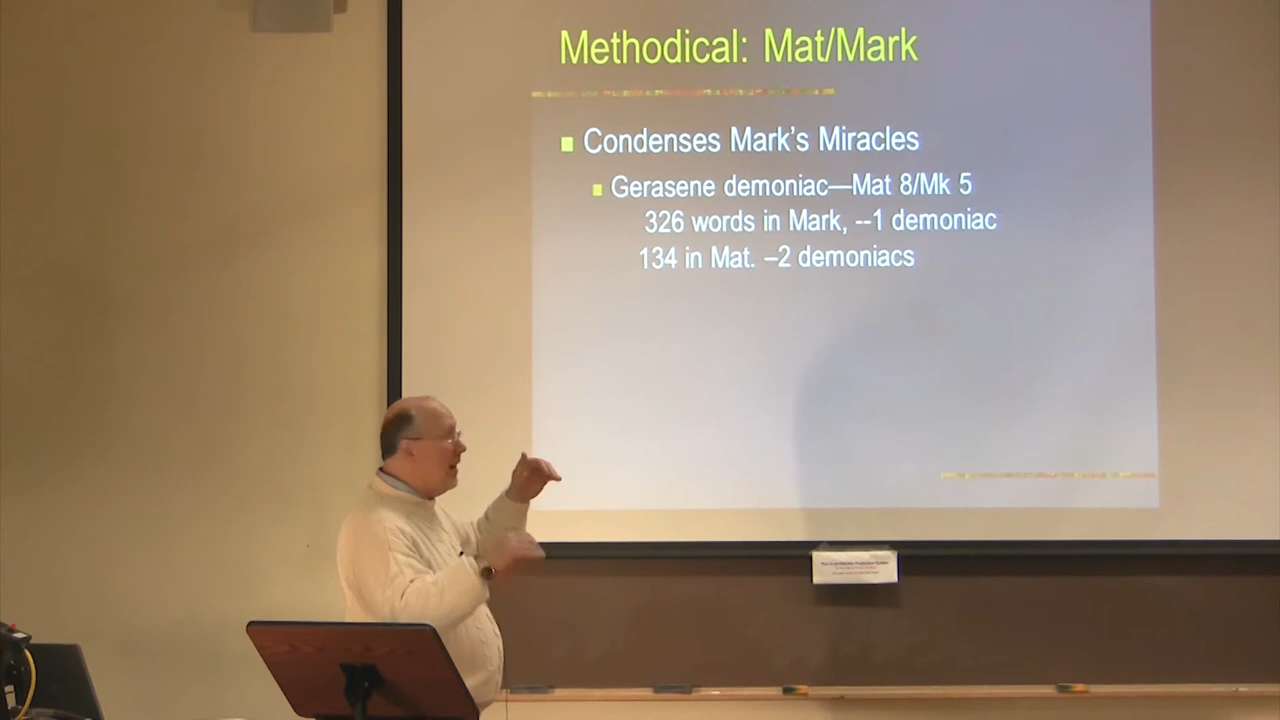 Methodical: Mat/Mark
Condenses Mark's Miracles
Gerasene demoniac—Mat 8/Mk 5
326 words in Mark, --1 demoniac
134 in Mat. –2 demoniacs